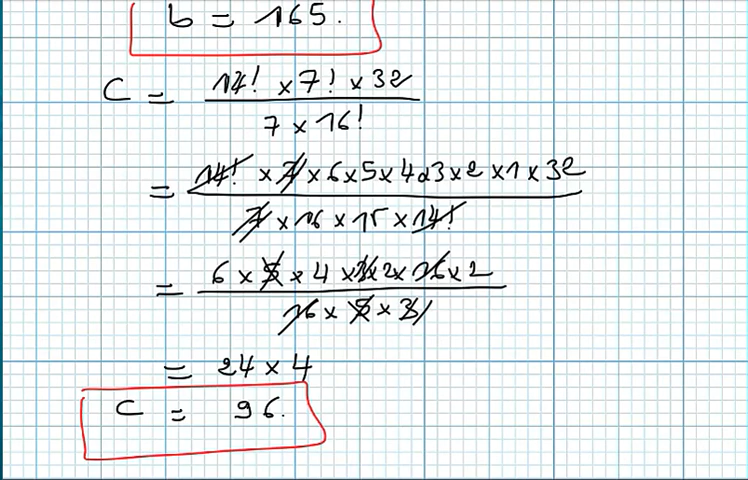 b = 165.
C = 14! × 7! × 32 / 7 × 16!
= 14! × 7 × 6 × 5 × 4 × 3 × 2 × 1 × 32 / 7 × 16 × 15 × 14!
= 6 × 5 × 4 × 3 × 2 × 16 × 2 / 16 × 5 × 3
= 24 × 4
C = 96.